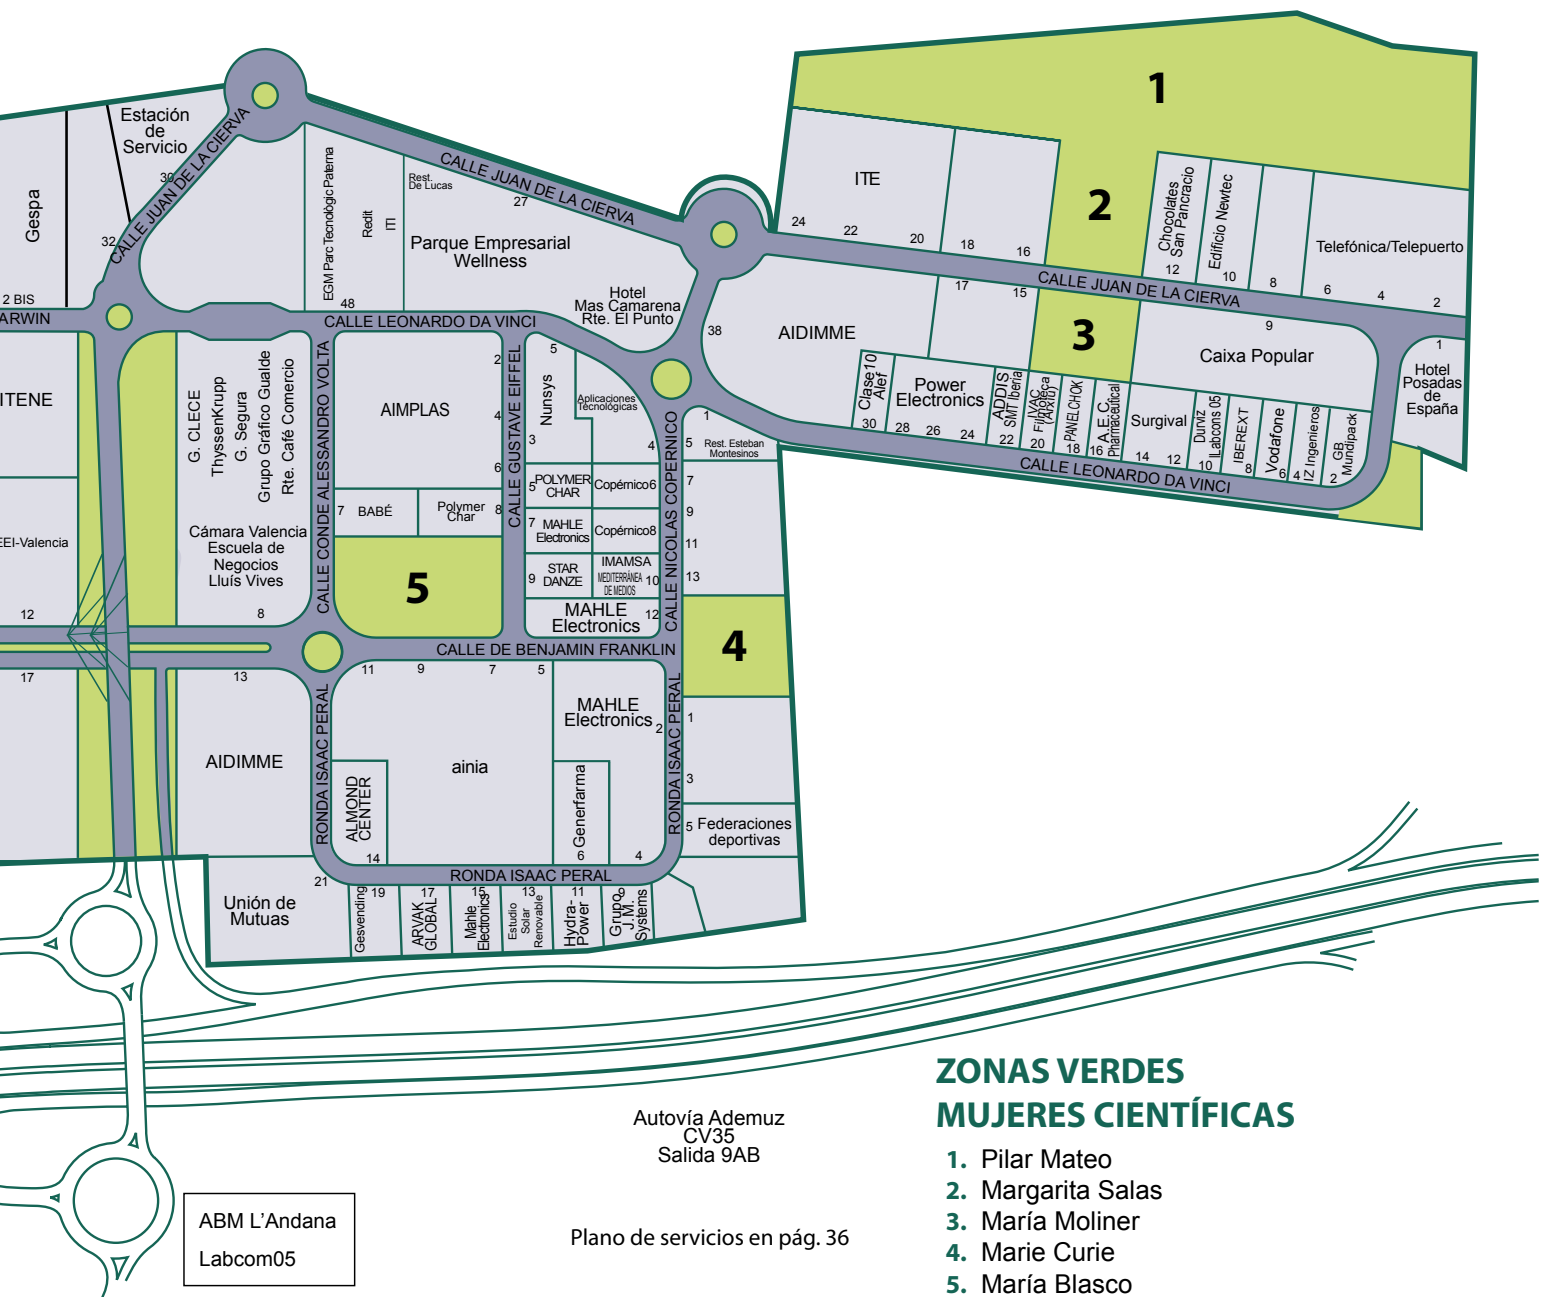 1
2
3
4
5
Estación
de
Servicio
30
32
Gespa
2 BIS
ARWIN
ITENE
EEI-Valencia
12
17
CALLE JUAN DE LA CIERVA
EGM Parc Tecnològic Paterna
Redit
ITI
48
Rest.
De Lucas
CALLE JUAN DE LA CIERVA
27
Parque Empresarial
Wellness
Hotel
Mas Camarena
Rte. El Punto
CALLE LEONARDO DA VINCI
38
ITE
24
22
20
18
16
Chocolates
San Pancracio
12
Edificio Newtec
10
8
Telefónica/Telepuerto
6
4
2
CALLE JUAN DE LA CIERVA
17
15
AIDIMME
9
Caixa Popular
1
Hotel
Posadas
de
España
Clase10
Alef
30
Power
Electronics
28
26
24
ADDIS
SMT Iberia
22
IVAC
Filmoteca
(Arxiu)
20
PANELCHOK
18
A.E.C.
Pharmaceutical
16
Surgival
14
12
Durviz
ILabcons 05
10
IBEREXT
8
Vodafone
6
IZ Ingenieros
4
GB
Mundipack
2
CALLE LEONARDO DA VINCI
G. CLECE
ThyssenKrupp
G. Segura
Grupo Gráfico Gualde
Rte. Café Comercio
Cámara Valencia
Escuela de
Negocios
Lluís Vives
8
CALLE CONDE ALESSANDRO VOLTA
AIMPLAS
2
4
6
7
BABÉ
Polymer
Char
8
CALLE GUSTAVE EIFFEL
5
Nunsys
3
Aplicaciones
Tecnológicas
4
5
POLYMER
CHAR
Copérnico6
7
MAHLE
Electronics
Copérnico8
9
STAR
DANZE
IMAMSA
MEDITERRÁNEA
DE MEDIOS
10
MAHLE
Electronics
12
CALLE NICOLAS COPERNICO
1
5
Rest. Esteban
Montesinos
7
9
11
13
CALLE DE BENJAMIN FRANKLIN
13
AIDIMME
RONDA ISAAC PERAL
11
9
7
5
ainia
ALMOND
CENTER
14
MAHLE
Electronics
2
Generfarma
6
4
RONDA ISAAC PERAL
1
3
5
Federaciones
deportivas
RONDA ISAAC PERAL
Unión de
Mutuas
21
Gesvending
19
ARVAK
GLOBAL
17
Mahle
Electronics
15
Estudio
Solar
Renovable
13
Hydra-
Power
11
Grupo
J.M.
Systems
9
Autovía Ademuz
CV35
Salida 9AB
Plano de servicios en pág. 36
ABM L’Andana
Labcom05
ZONAS VERDES
MUJERES CIENTÍFICAS
1. Pilar Mateo
2. Margarita Salas
3. María Moliner
4. Marie Curie
5. María Blasco